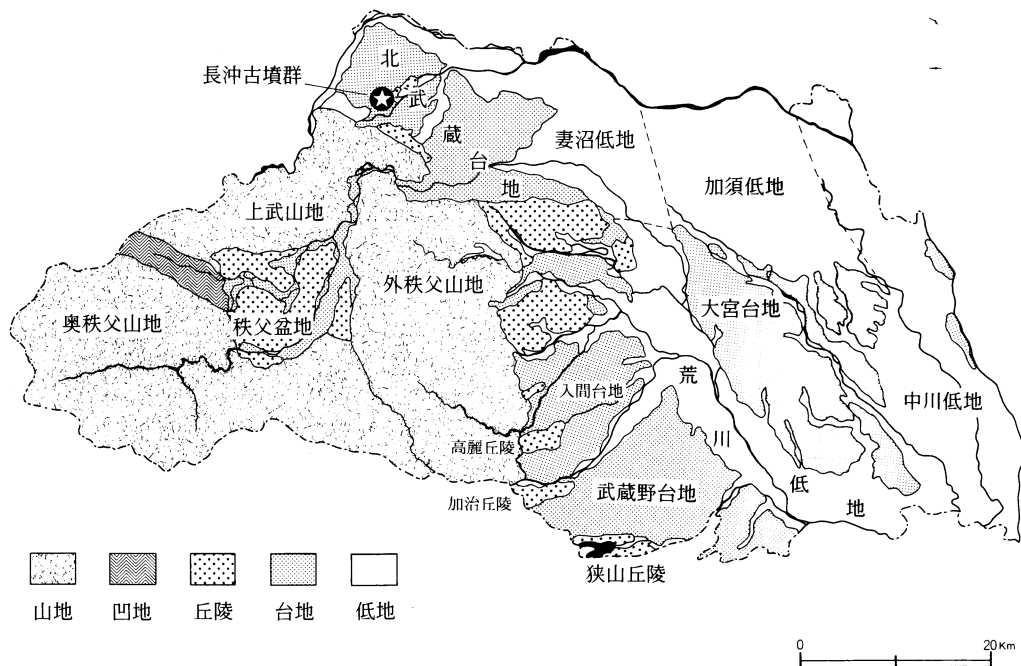 長沖古墳群
北武蔵台地
妻沼低地
加須低地
上武山地
外秩父山地
大宮台地
奥秩父山地
秩父盆地
入間台地
荒川低地
中川低地
高麗丘陵
武蔵野台地
加治丘陵
狭山丘陵
山地 凹地 丘陵 台地 低地
0 20Km